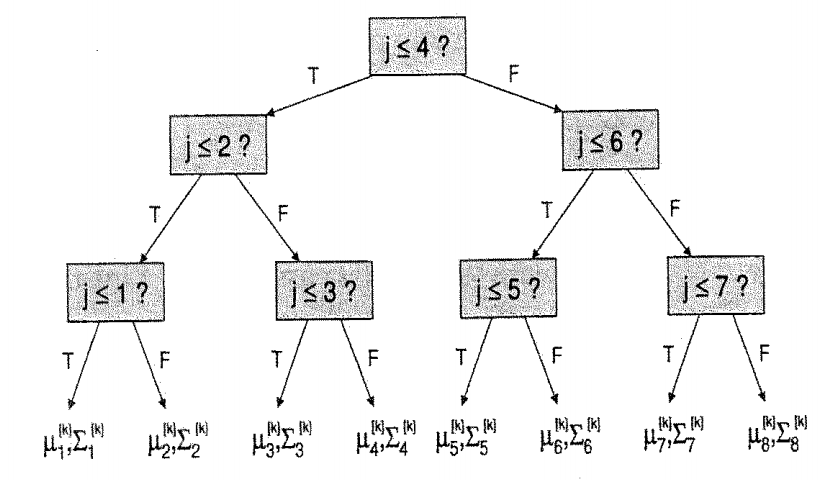 j ≤ 4 ?
T F
j ≤ 2 ? j ≤ 6 ?
T F T F
j ≤ 1 ? j ≤ 3 ? j ≤ 5 ? j ≤ 7 ?
T F T F T F T F
μ₁^[k],Σ₁^[k] μ₂^[k],Σ₂^[k] μ₃^[k],Σ₃^[k] μ₄^[k],Σ₄^[k] μ₅^[k],Σ₅^[k] μ₆^[k],Σ₆^[k] μ₇^[k],Σ₇^[k] μ₈^[k],Σ₈^[k]